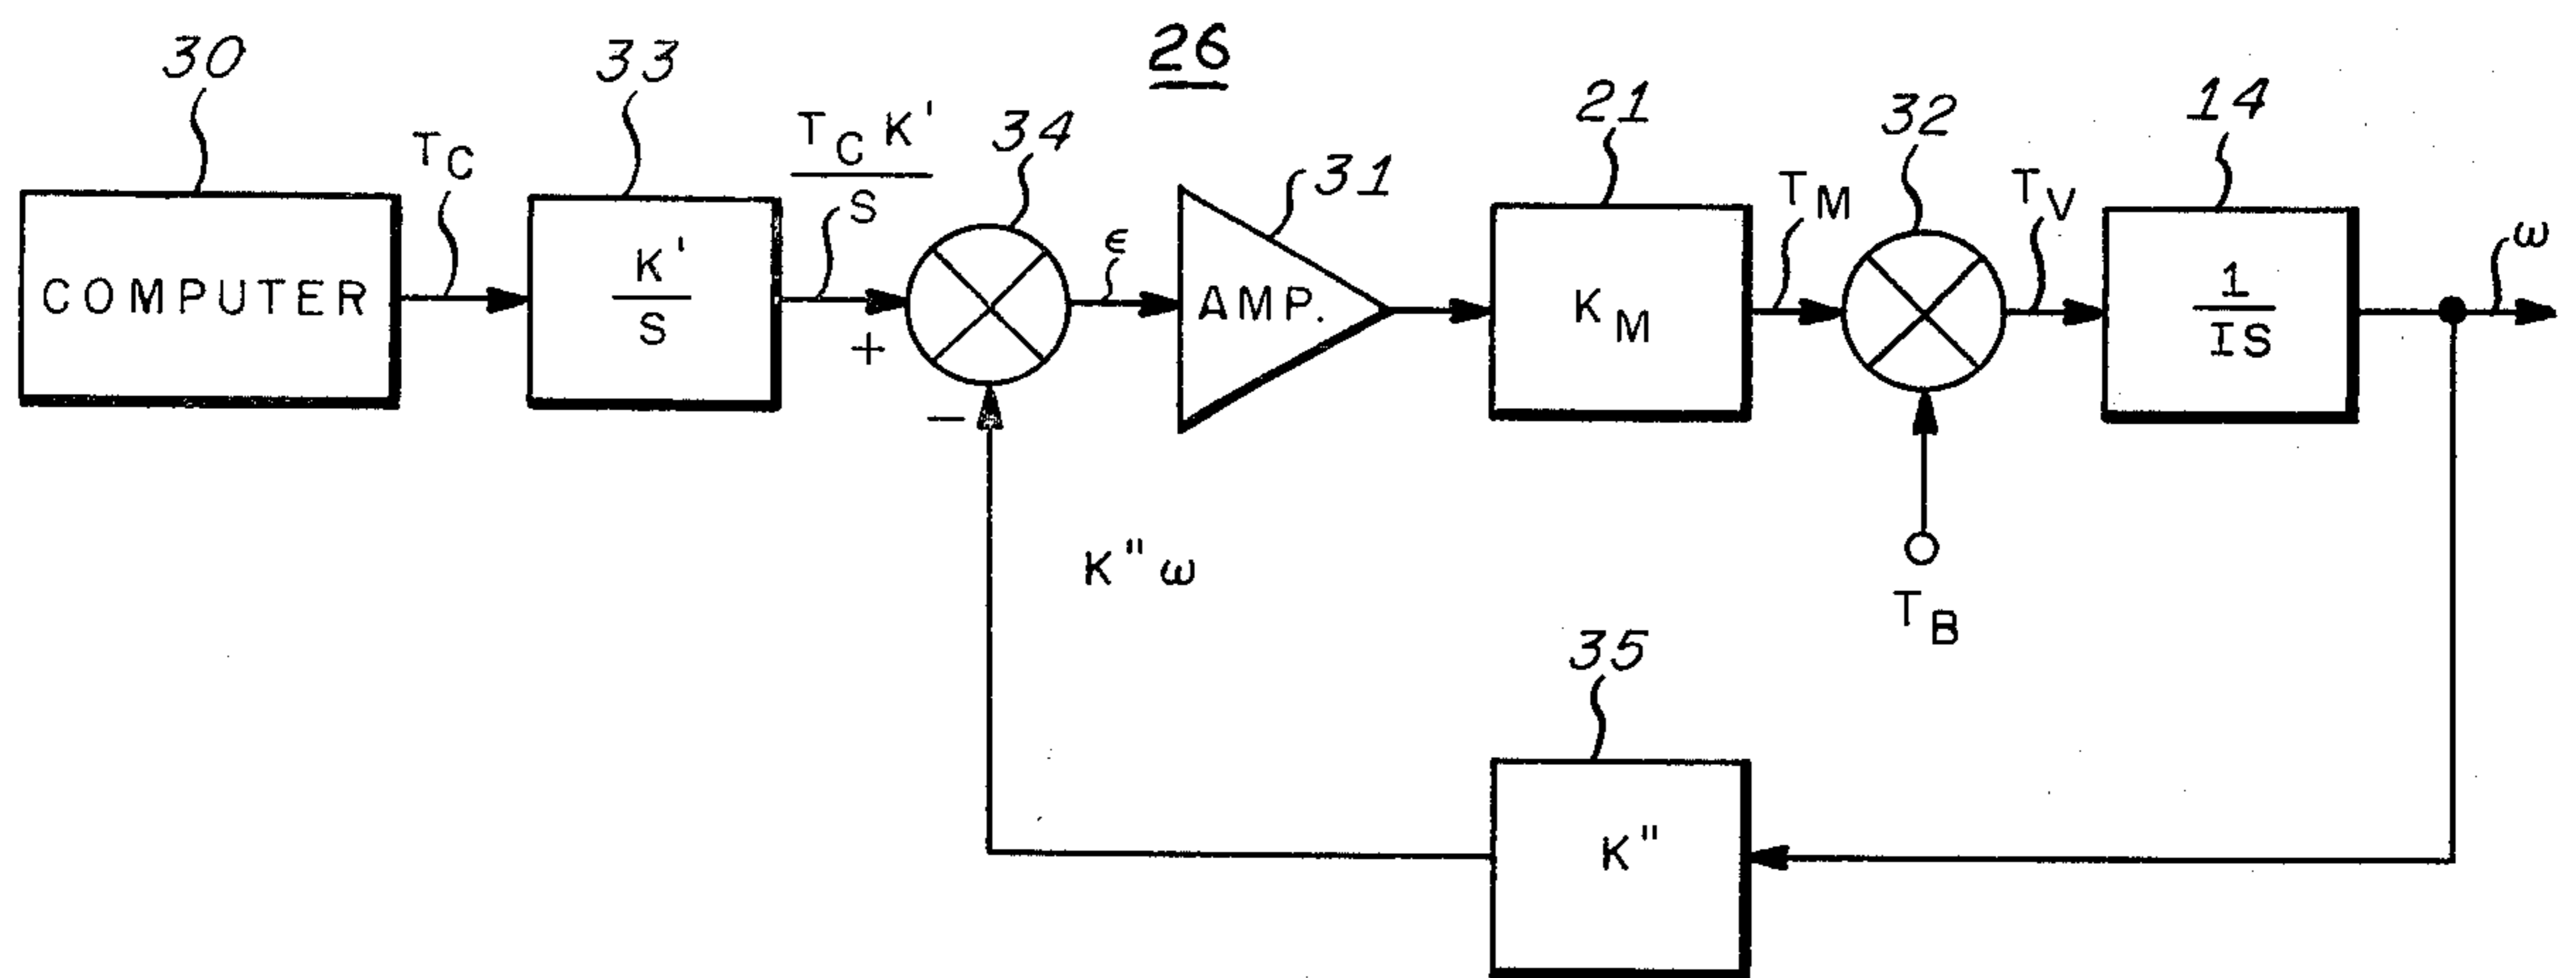 26
30
33
34
31
21
32
14
T_C
T_C K'
S
ε
T_M
T_V
ω
COMPUTER
K'
S
+
−
AMP.
K_M
1
IS
K" ω
T_B
35
K"